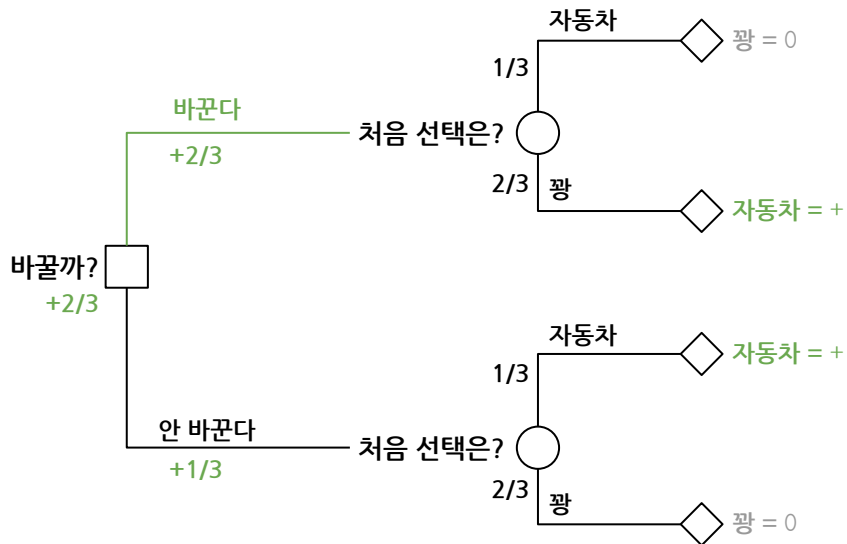 자동차
꽝 = 0
1/3
바꾼다
처음 선택은?
+2/3
2/3
꽝
자동차 = +
바꿀까?
+2/3
자동차
자동차 = +
1/3
안 바꾼다
처음 선택은?
+1/3
2/3
꽝
꽝 = 0